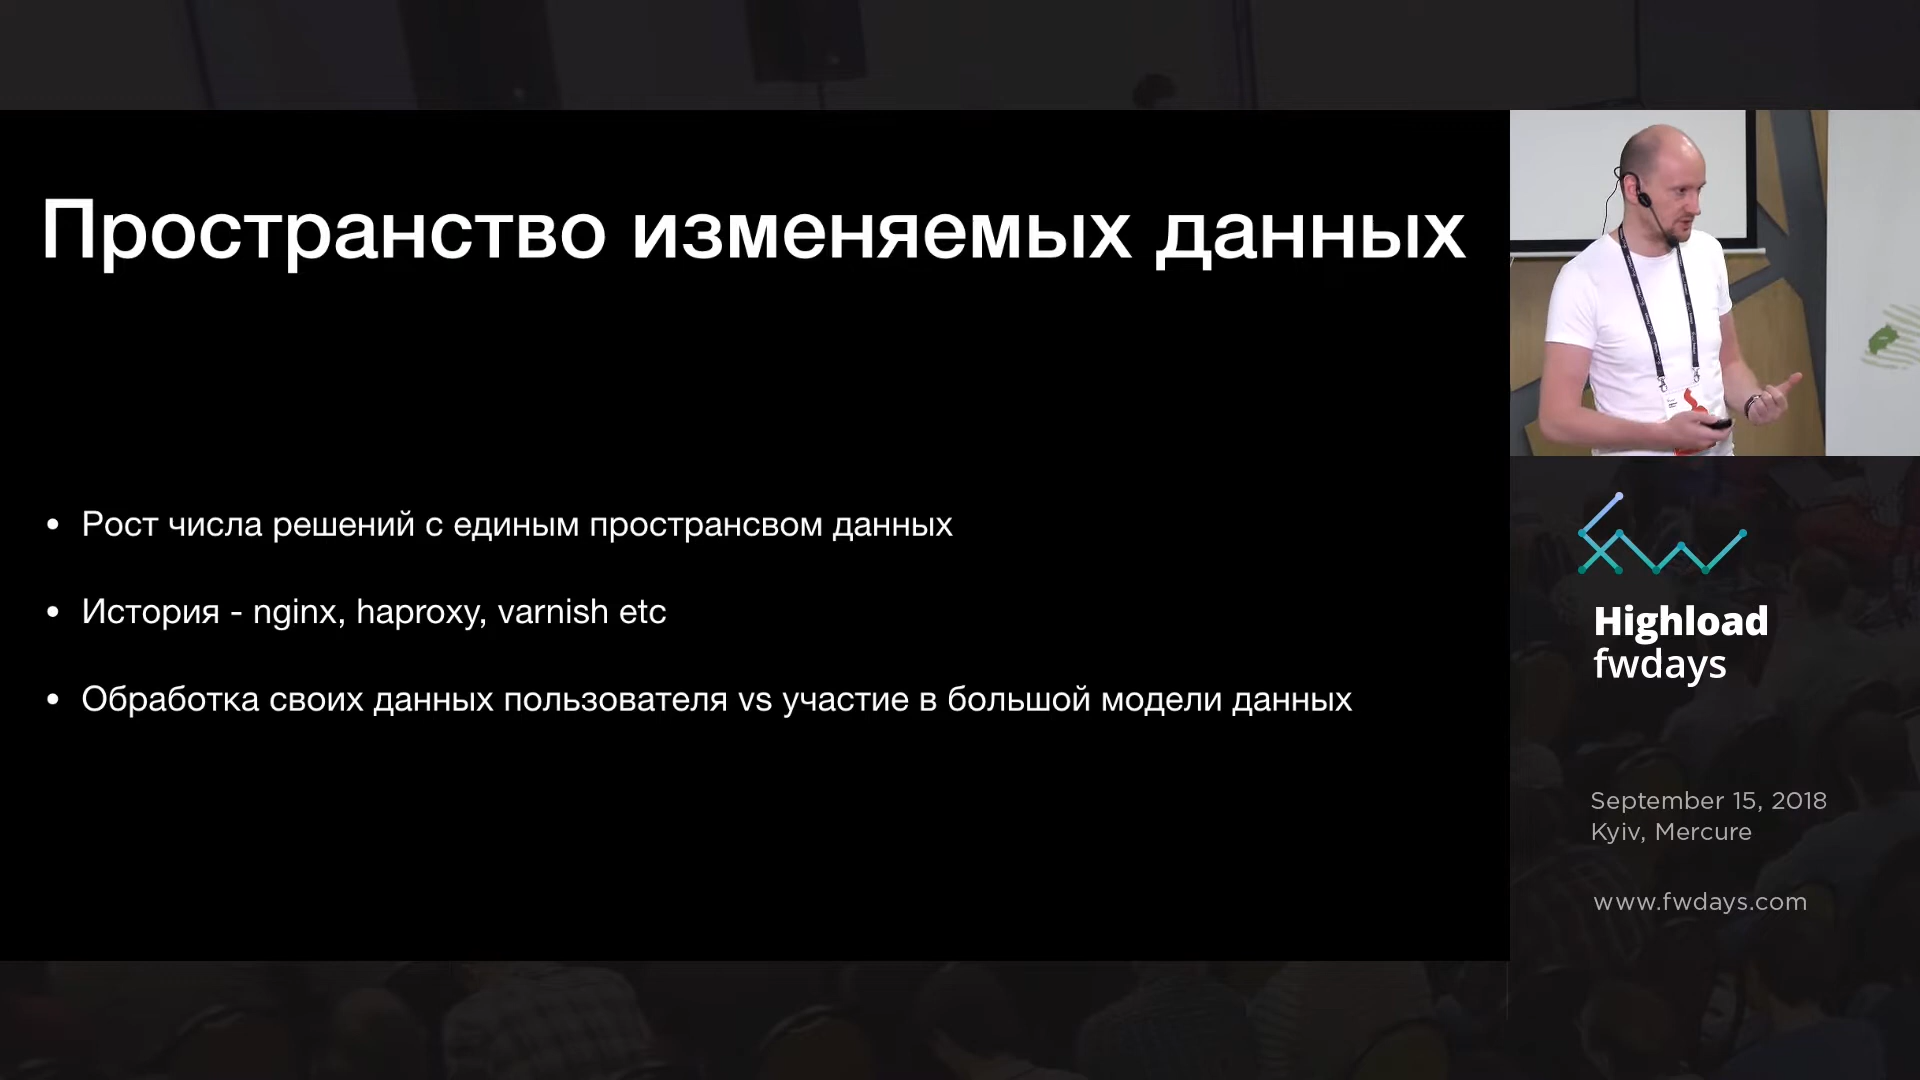 Пространство изменяемых данных
• Рост числа решений с единым пространсвом данных
• История - nginx, haproxy, varnish etc
• Обработка своих данных пользователя vs участие в большой модели данных
Highload
fwdays
September 15, 2018
Kyiv, Mercure
www.fwdays.com